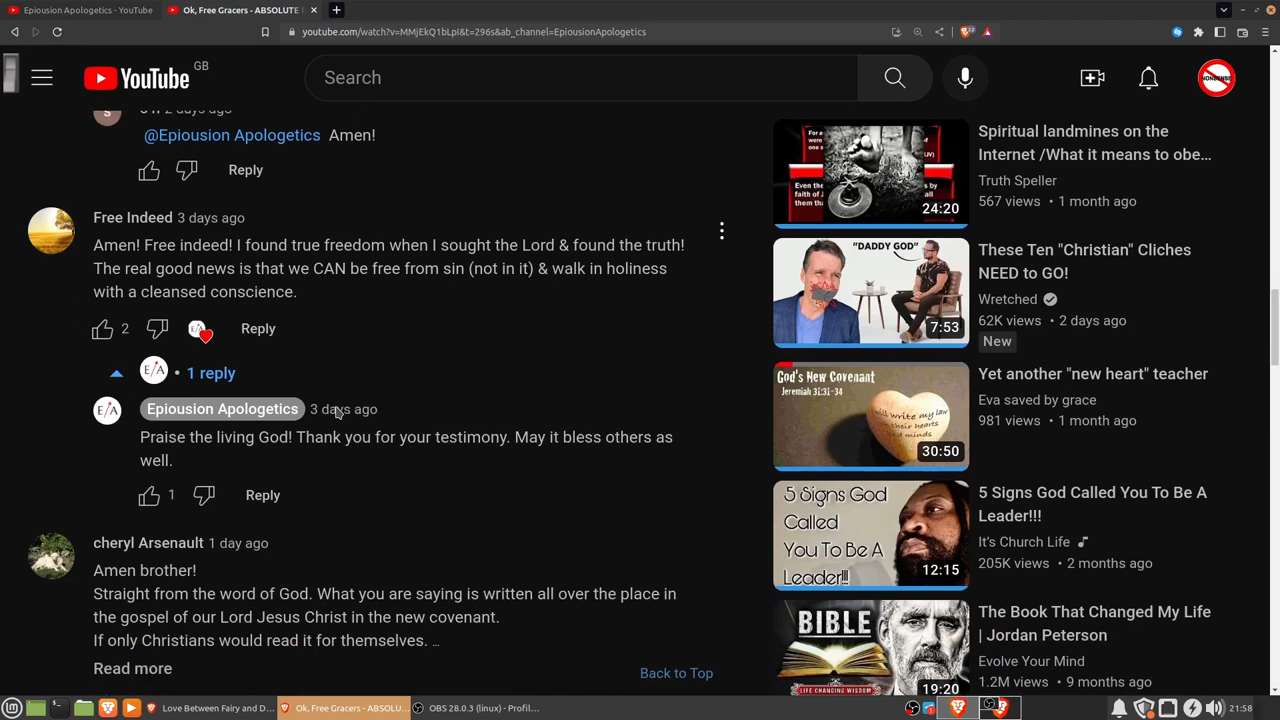 Epiousion Apologetics - YouTube
Ok, Free Gracers - ABSOLUTE
youtube.com/watch?v=MMjEkQ1bLpI&t=296s&ab_channel=EpiousionApologetics
YouTube GB
Search
NONSENSE
2 days ago
@Epiousion Apologetics Amen!
Reply
Free Indeed 3 days ago
Amen! Free indeed! I found true freedom when I sought the Lord & found the truth!
The real good news is that we CAN be free from sin (not in it) & walk in holiness
with a cleansed conscience.
2 Reply
E/A • 1 reply
E/A Epiousion Apologetics 3 days ago
Praise the living God! Thank you for your testimony. May it bless others as
well.
1 Reply
cheryl Arsenault 1 day ago
Amen brother!
Straight from the word of God. What you are saying is written all over the place in
the gospel of our Lord Jesus Christ in the new covenant.
If only Christians would read it for themselves. ...
Read more
Back to Top
24:20
Spiritual landmines on the
Internet /What it means to obe...
Truth Speller
567 views • 1 month ago
"DADDY GOD"
7:53
These Ten "Christian" Cliches
NEED to GO!
Wretched
62K views • 2 days ago
New
God's New Covenant
Jeremiah 31:31-34
30:50
Yet another "new heart" teacher
Eva saved by grace
981 views • 1 month ago
5 Signs God
Called
You To Be A
Leader!!!
12:15
5 Signs God Called You To Be A
Leader!!!
It's Church Life
205K views • 2 months ago
BIBLE
LIFE CHANGING WISDOM
19:20
The Book That Changed My Life
| Jordan Peterson
Evolve Your Mind
1.2M views • 9 months ago
Love Between Fairy and D...
Ok, Free Gracers - ABSOLU...
OBS 28.0.3 (linux) - Profil...
21:58